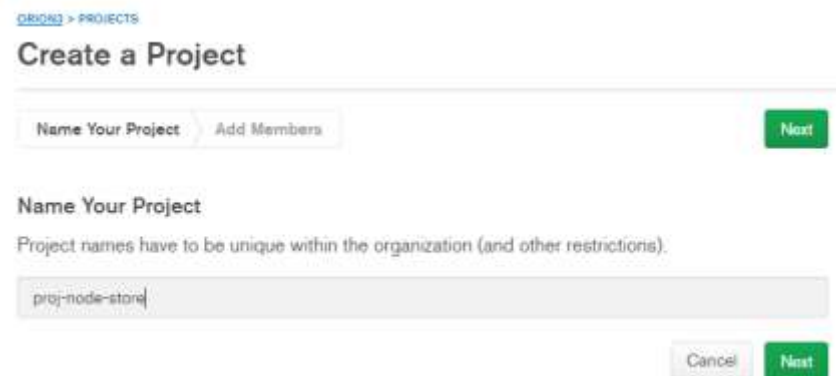 ORION3 > PROJECTS
Create a Project
Name Your Project Add Members Next
Name Your Project
Project names have to be unique within the organization (and other restrictions).
proj-node-store
Cancel Next